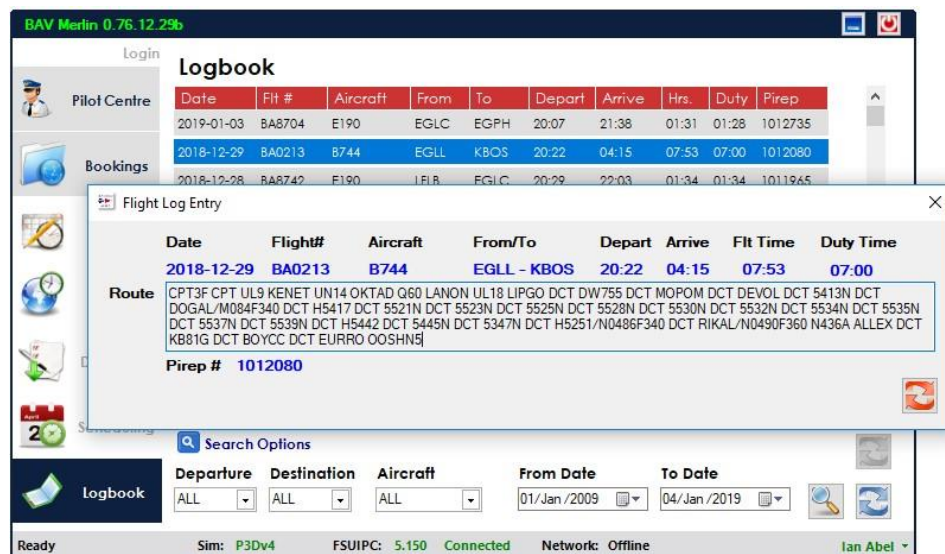 BAV Merlin 0.76.12.29b
Login
Pilot Centre
Bookings
Logbook
Logbook
Date Flt # Aircraft From To Depart Arrive Hrs. Duty Pirep
2019-01-03 BA8704 E190 EGLC EGPH 20:07 21:38 01:31 01:28 1012735
2018-12-29 BA0213 B744 EGLL KBOS 20:22 04:15 07:53 07:00 1012080
2018-12-28 BA8742 E190 LFLB EGLC 20:29 22:03 01:34 01:34 1011965
Flight Log Entry
Date Flight# Aircraft From/To Depart Arrive Flt Time Duty Time
2018-12-29 BA0213 B744 EGLL - KBOS 20:22 04:15 07:53 07:00
Route
CPT3F CPT UL9 KENET UN14 OKTAD Q60 LANON UL18 LIPGO DCT DW755 DCT MOPOM DCT DEVOL DCT 5413N DCT
DOGAL/M084F340 DCT H5417 DCT 5521N DCT 5523N DCT 5525N DCT 5528N DCT 5530N DCT 5532N DCT 5534N DCT 5535N
DCT 5537N DCT 5539N DCT H5442 DCT 5445N DCT 5347N DCT H5251/N0486F340 DCT RIKAL/N0490F360 N436A ALLEX DCT
KB81G DCT BOYCC DCT EURRO OOSHN5
Pirep # 1012080
April
2
Search Options
Departure Destination Aircraft From Date To Date
ALL ALL ALL 01/Jan /2009 04/Jan /2019
Ready Sim: P3Dv4 FSUIPC: 5.150 Connected Network: Offline Ian Abel